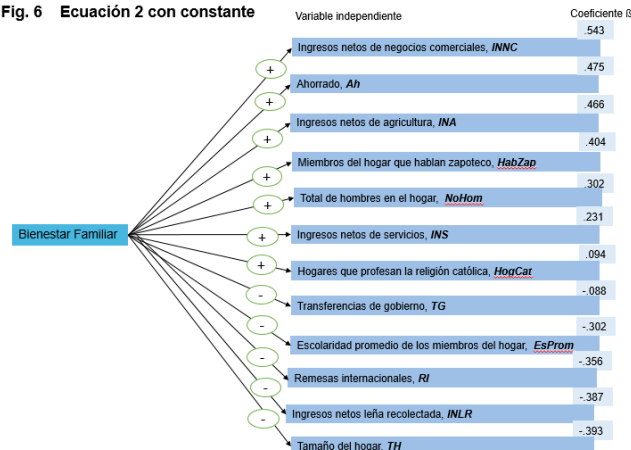 Fig. 6 Ecuación 2 con constante
Variable independiente
Coeficiente ß
.543
Ingresos netos de negocios comerciales, INNC
+
.475
Ahorrado, Ah
+
.466
Ingresos netos de agricultura, INA
+
.404
Miembros del hogar que hablan zapoteco, HabZap
+
.302
Total de hombres en el hogar, NoHom
+
.231
Bienestar Familiar
Ingresos netos de servicios, INS
+
.094
Hogares que profesan la religión católica, HogCat
+
-.088
Transferencias de gobierno, TG
-
-.302
Escolaridad promedio de los miembros del hogar, EsProm
-
-.356
Remesas internacionales, RI
-
-.387
Ingresos netos leña recolectada, INLR
-
-.393
Tamaño del hogar, TH
-